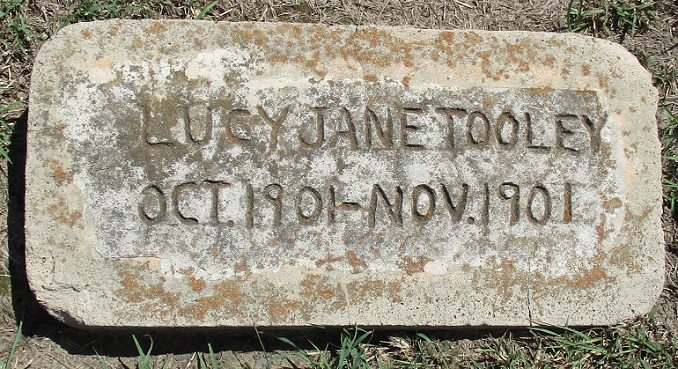 LUCY JANE TOOLEY
OCT. 1901-NOV. 1901